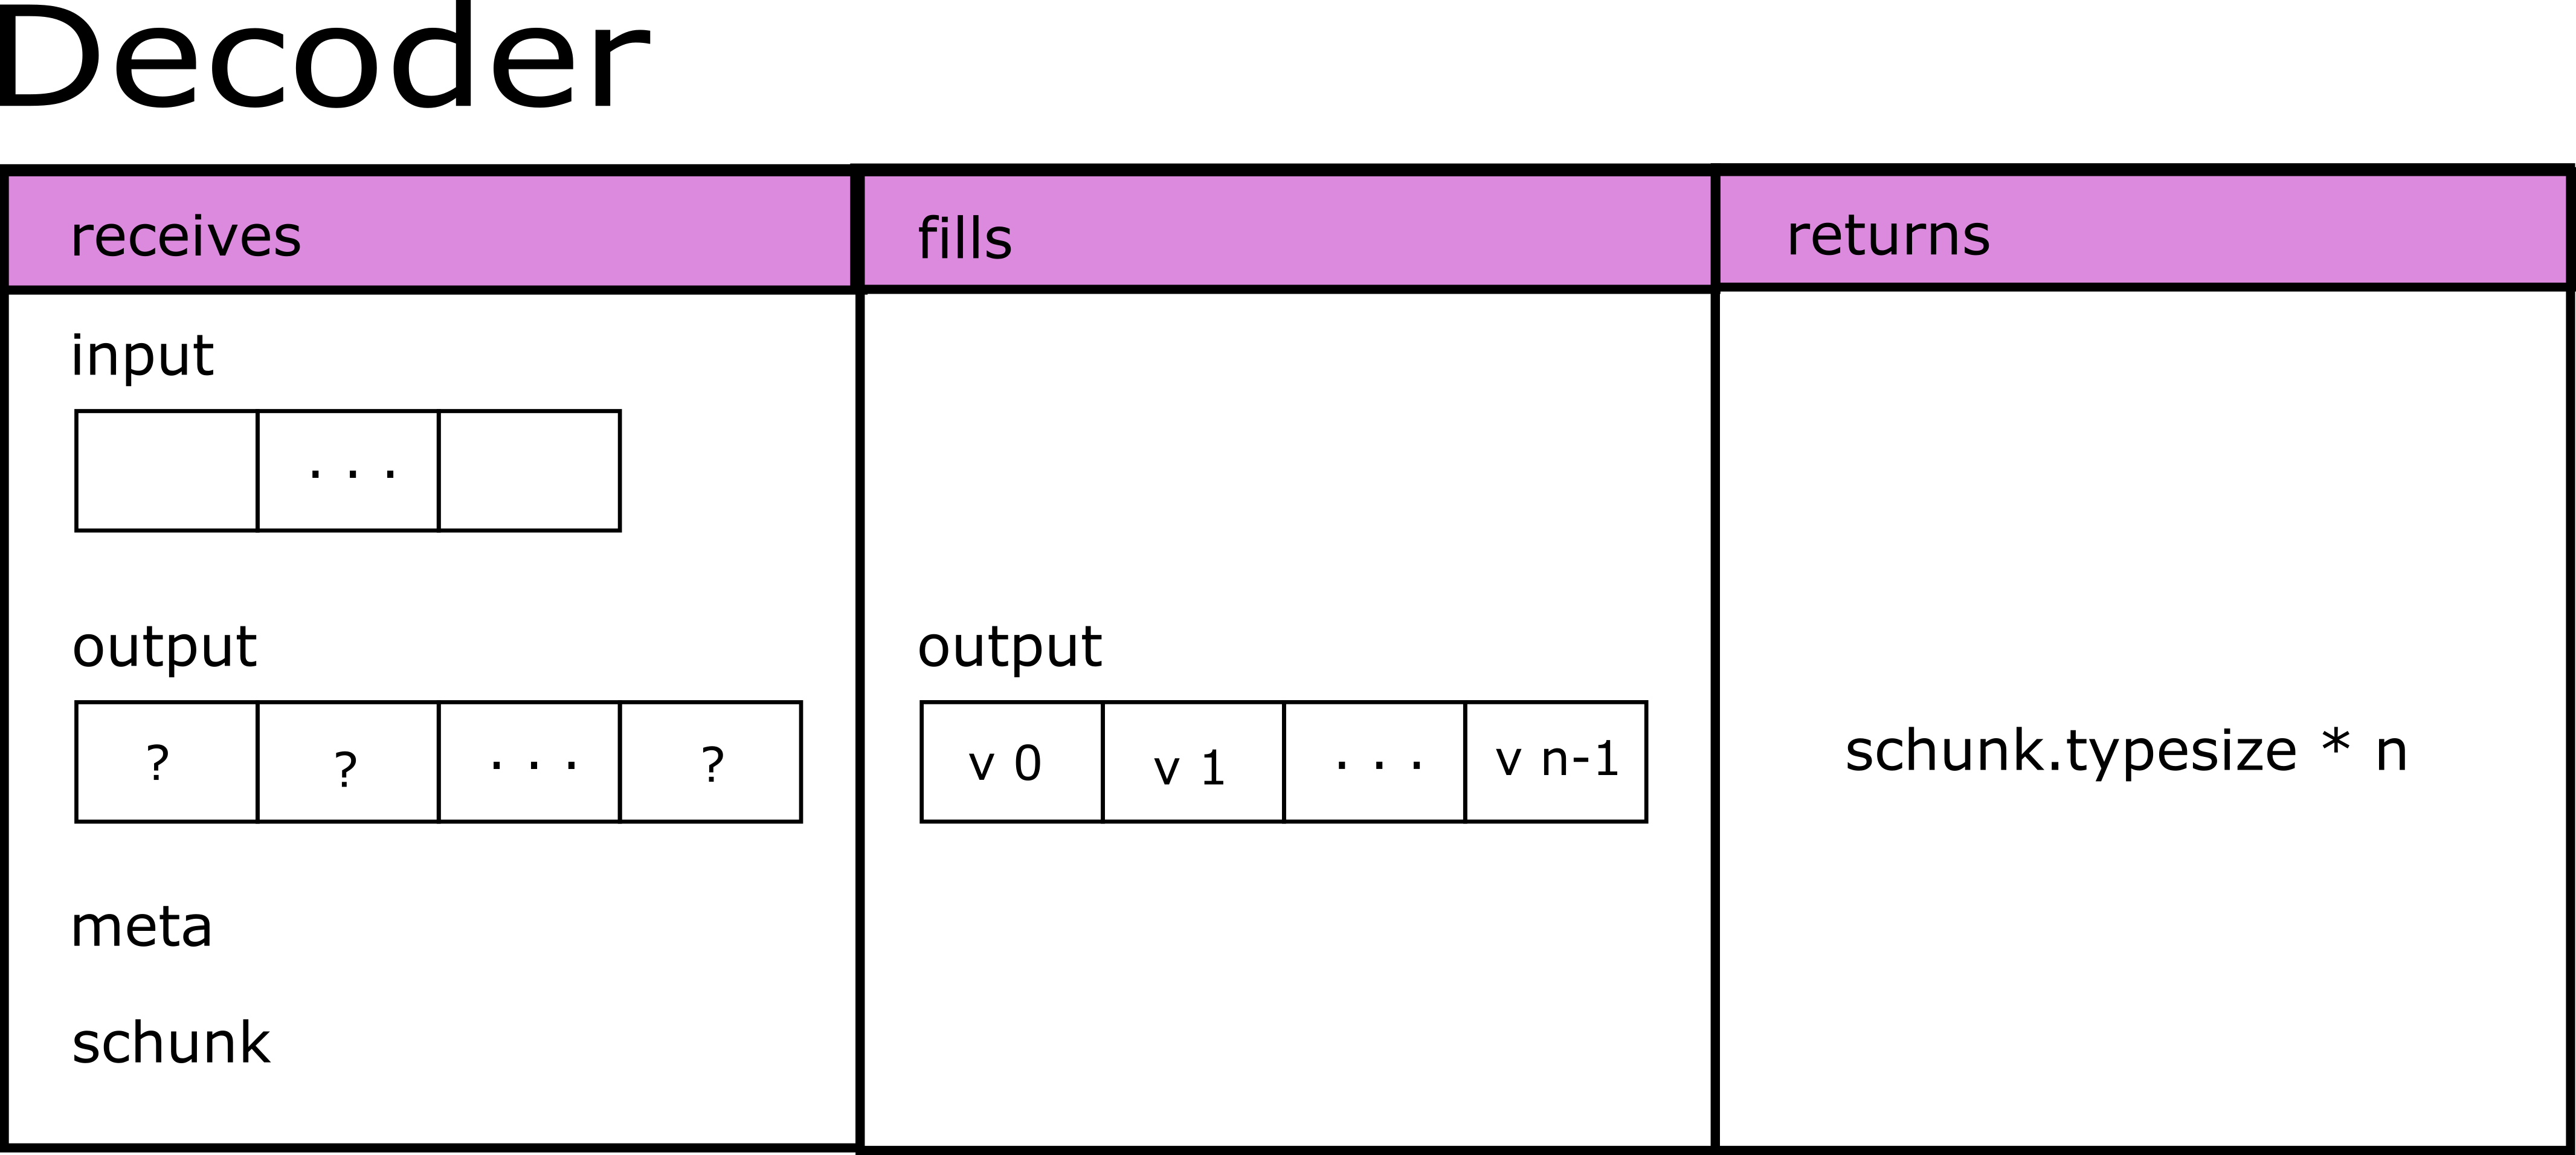 Decoder
receives
fills
returns
input
. . .
output
? ? . . . ?
output
v 0 v 1 . . . v n-1
schunk.typesize * n
meta
schunk